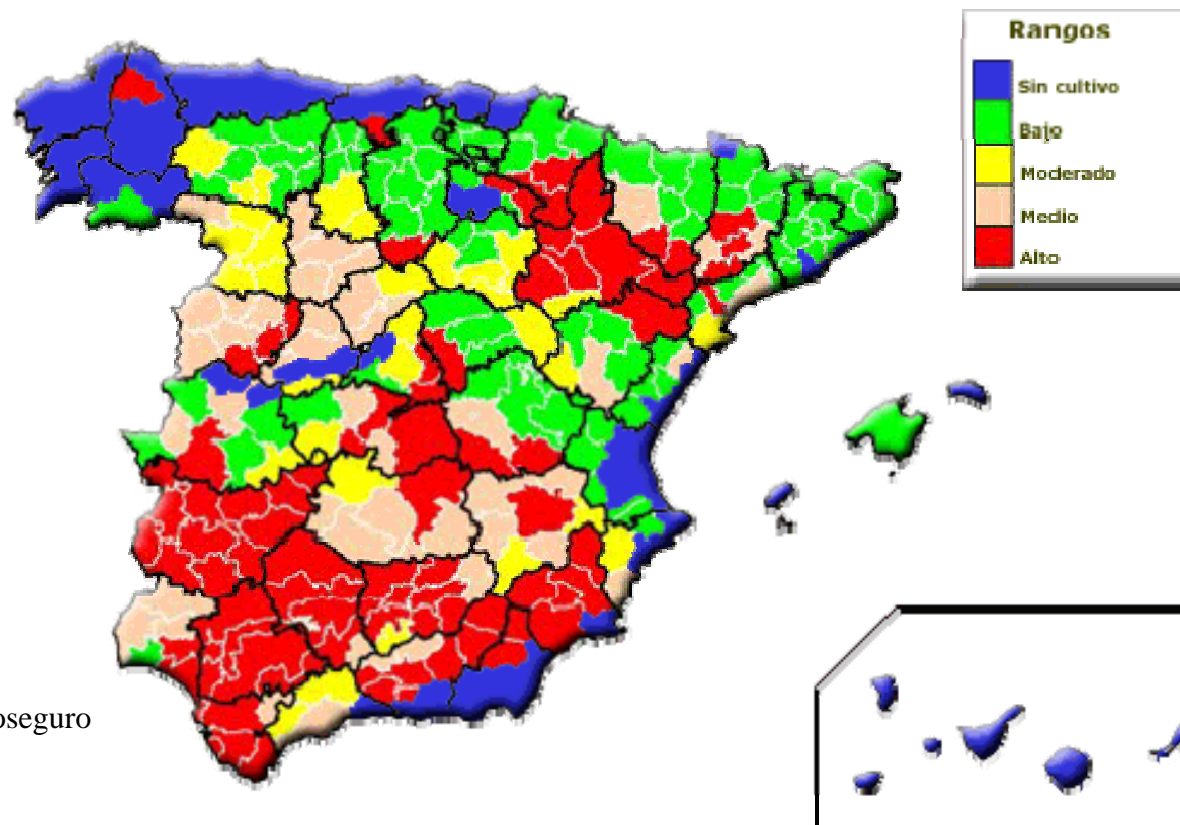 Rangos
Sin cultivo
Bajo
Moderado
Medio
Alto
oseguro